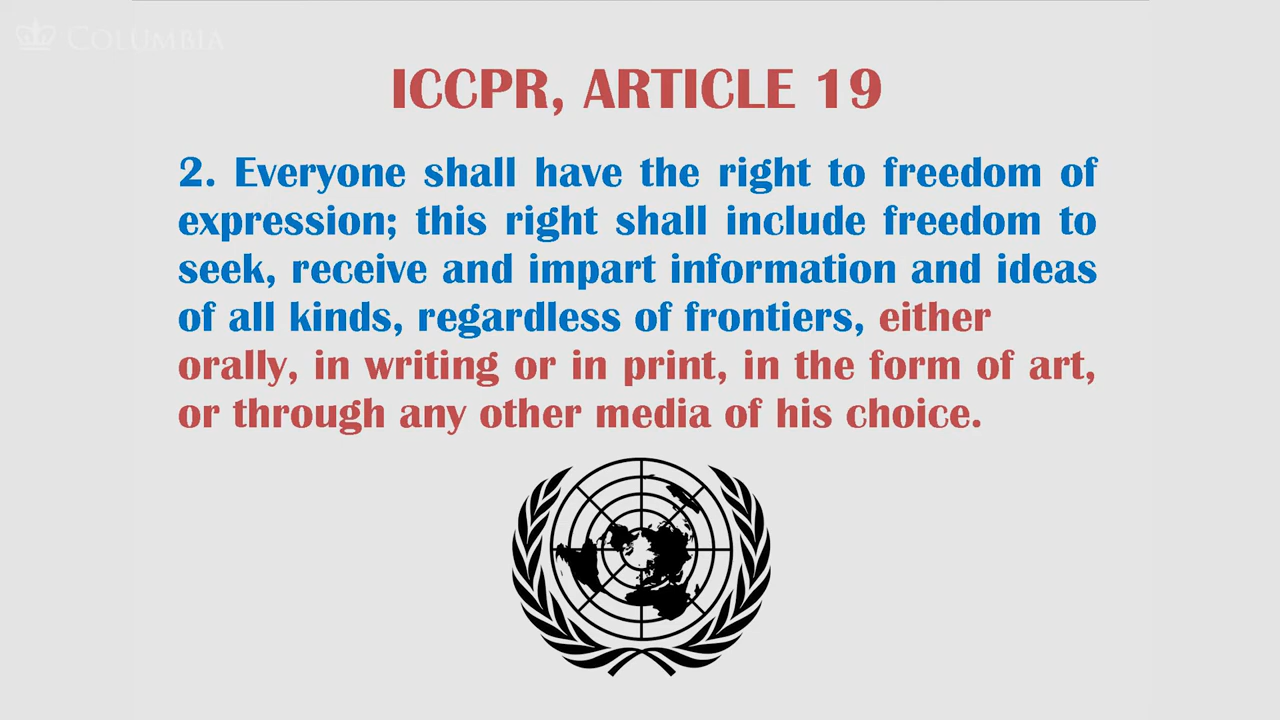 COLUMBIA
ICCPR, ARTICLE 19
2. Everyone shall have the right to freedom of
expression; this right shall include freedom to
seek, receive and impart information and ideas
of all kinds, regardless of frontiers, either
orally, in writing or in print, in the form of art,
or through any other media of his choice.